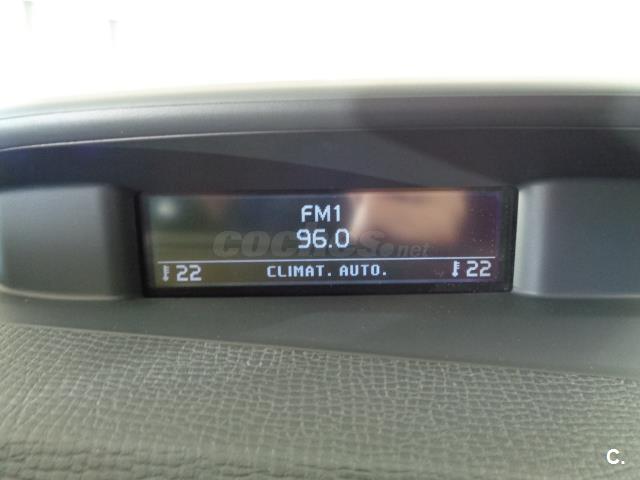 FM1
96.0
coches.net
22 CLIMAT. AUTO. 22
C.